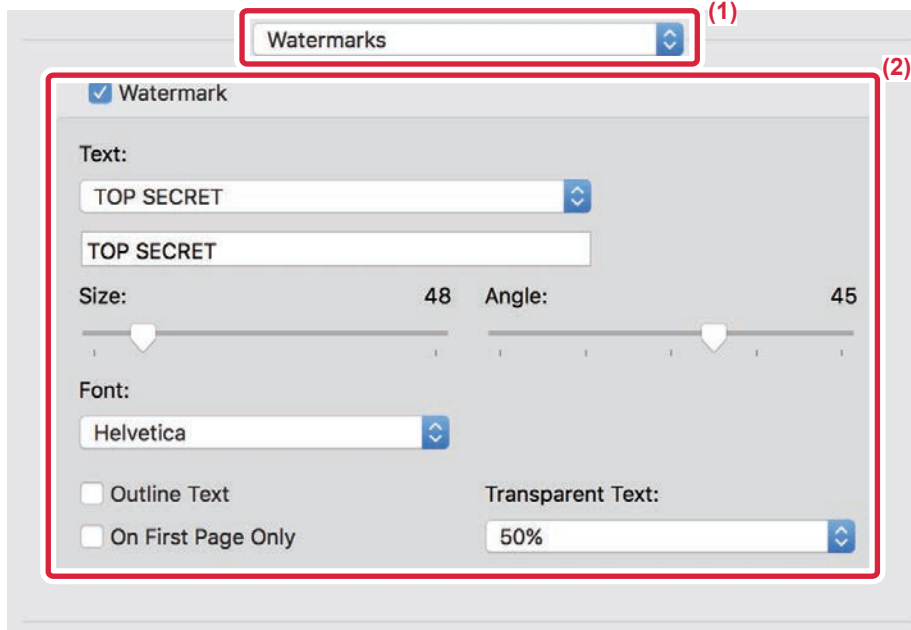 (1)
Watermarks
(2)
Watermark
Text:
TOP SECRET
TOP SECRET
Size: 48 Angle: 45
Font:
Helvetica
Outline Text Transparent Text:
On First Page Only 50%